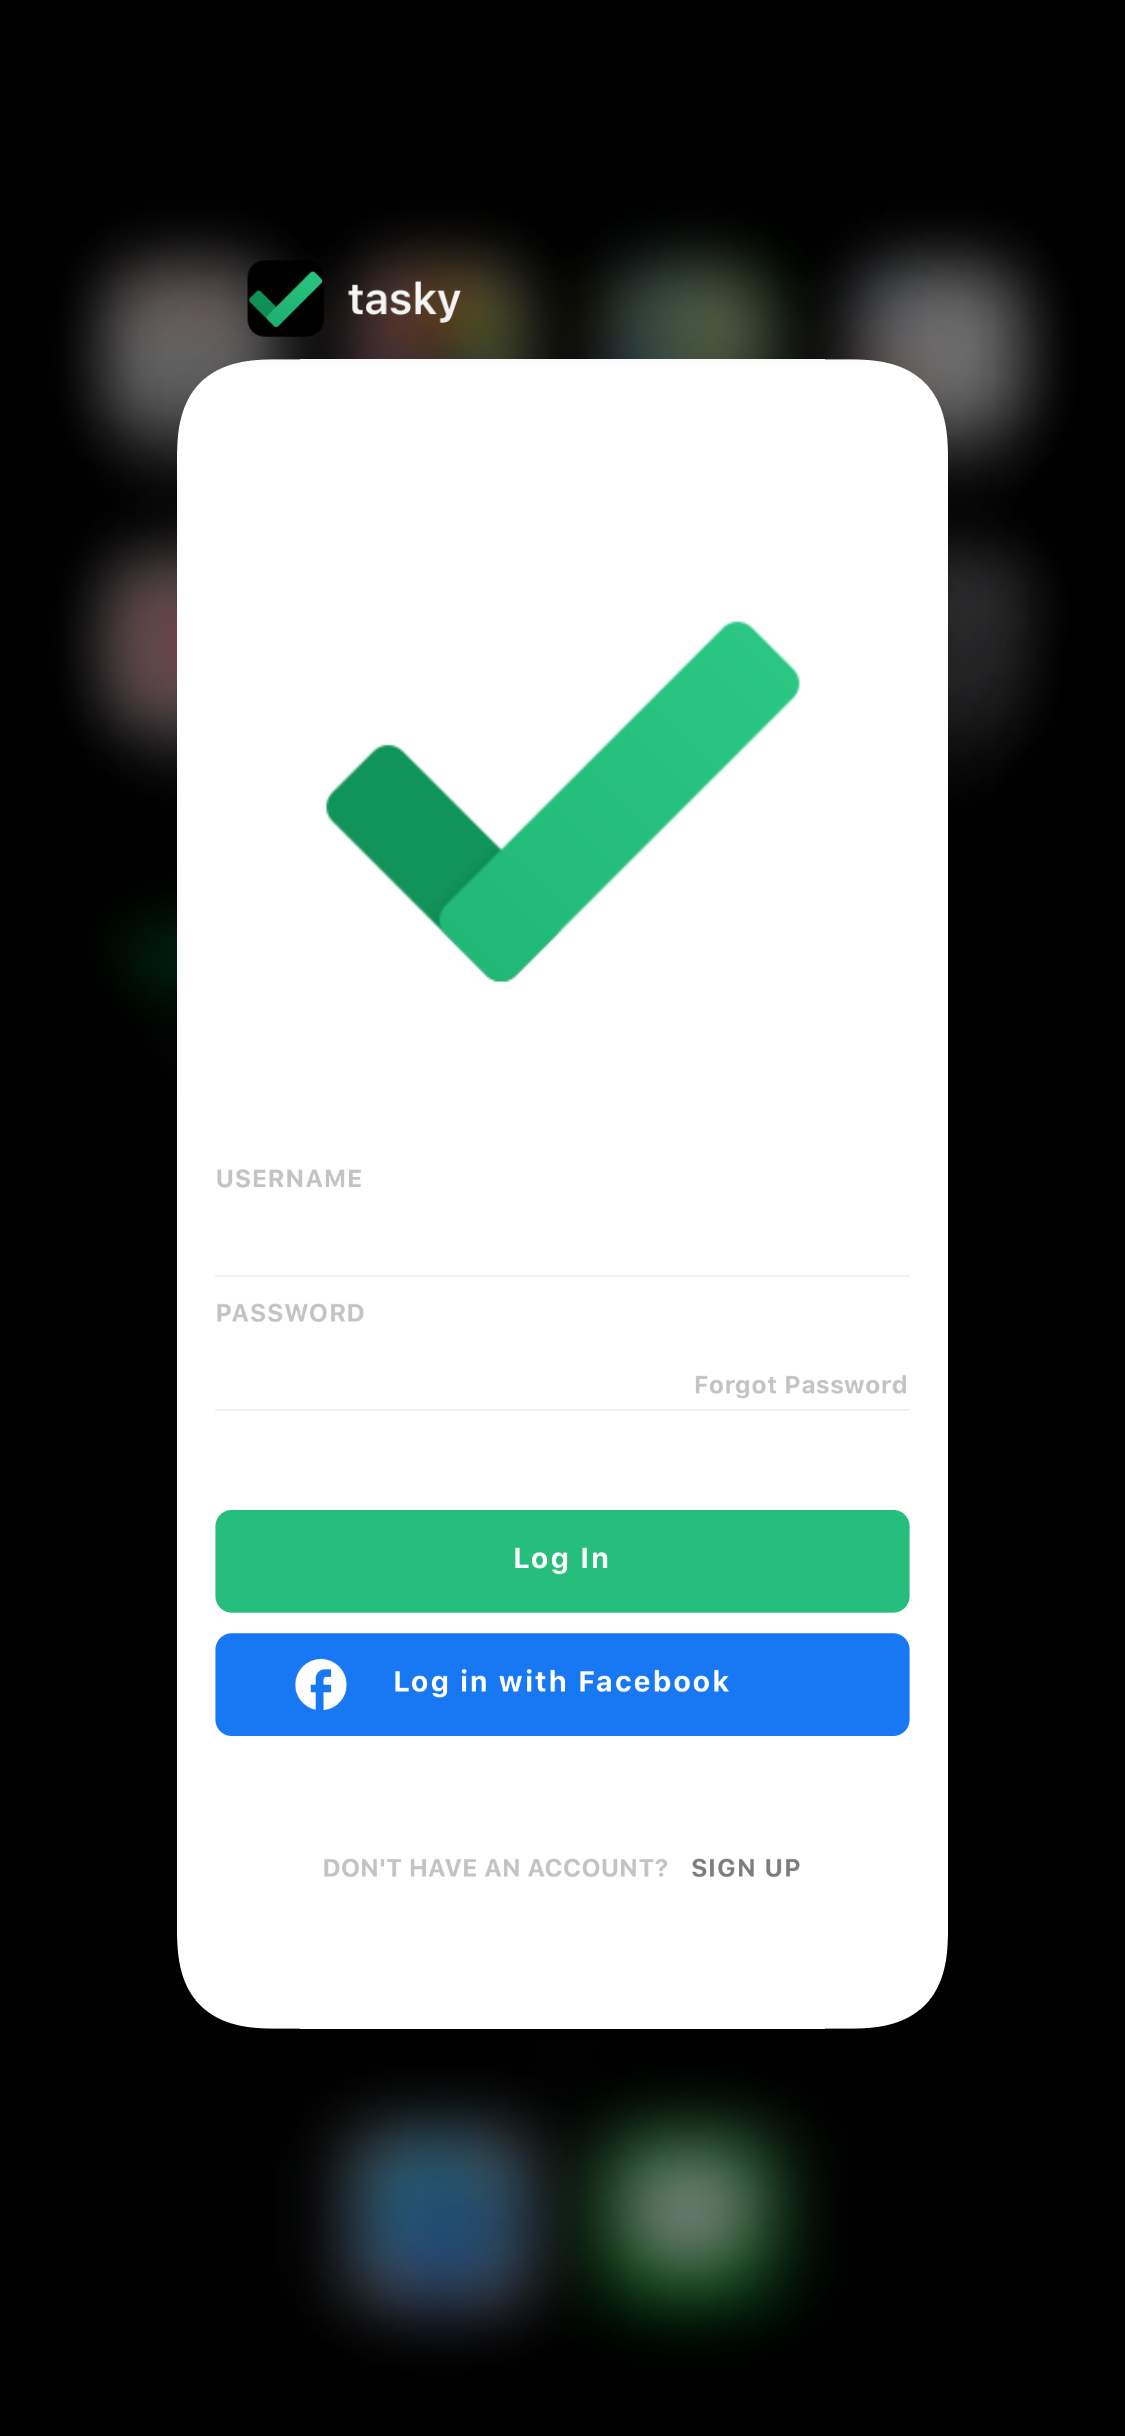 tasky
USERNAME
PASSWORD
Forgot Password
Log In
Log in with Facebook
DON'T HAVE AN ACCOUNT? SIGN UP